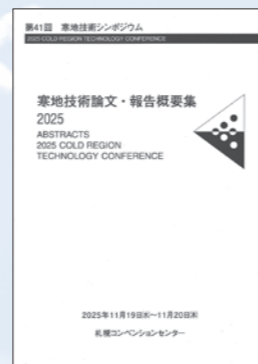 第41回 寒地技術シンポジウム
2025 COLD REGION TECHNOLOGY CONFERENCE
寒地技術論文・報告概要集
2025
ABSTRACTS
2025 COLD REGION
TECHNOLOGY CONFERENCE
2025年11月19日㈬〜11月20日㈭
札幌コンベンションセンター